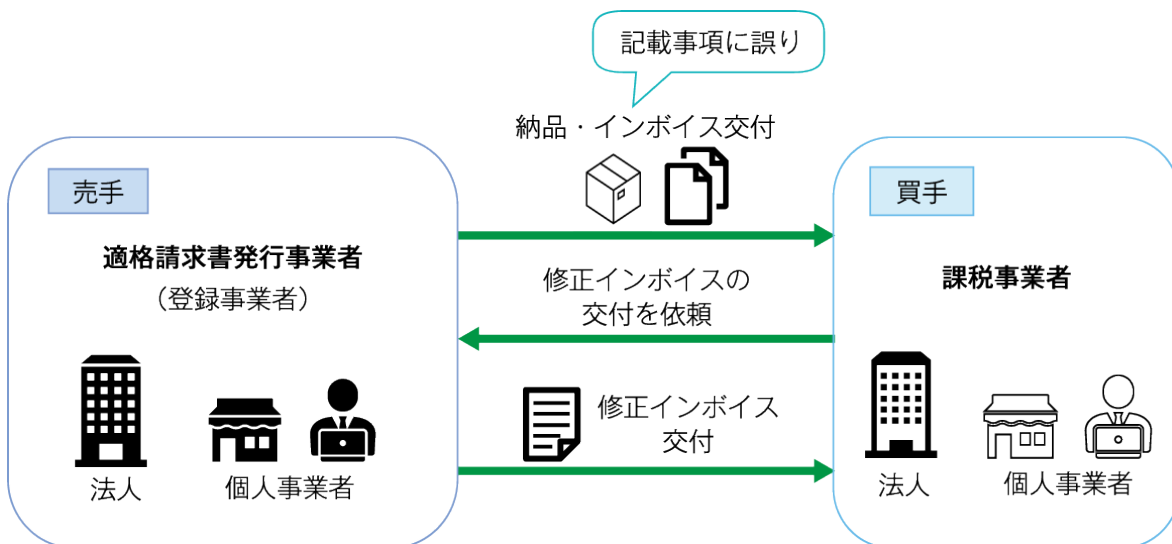 記載事項に誤り
納品・インボイス交付
売手
適格請求書発行事業者
（登録事業者）
法人
個人事業者
修正インボイスの
交付を依頼
修正インボイス
交付
買手
課税事業者
法人
個人事業者